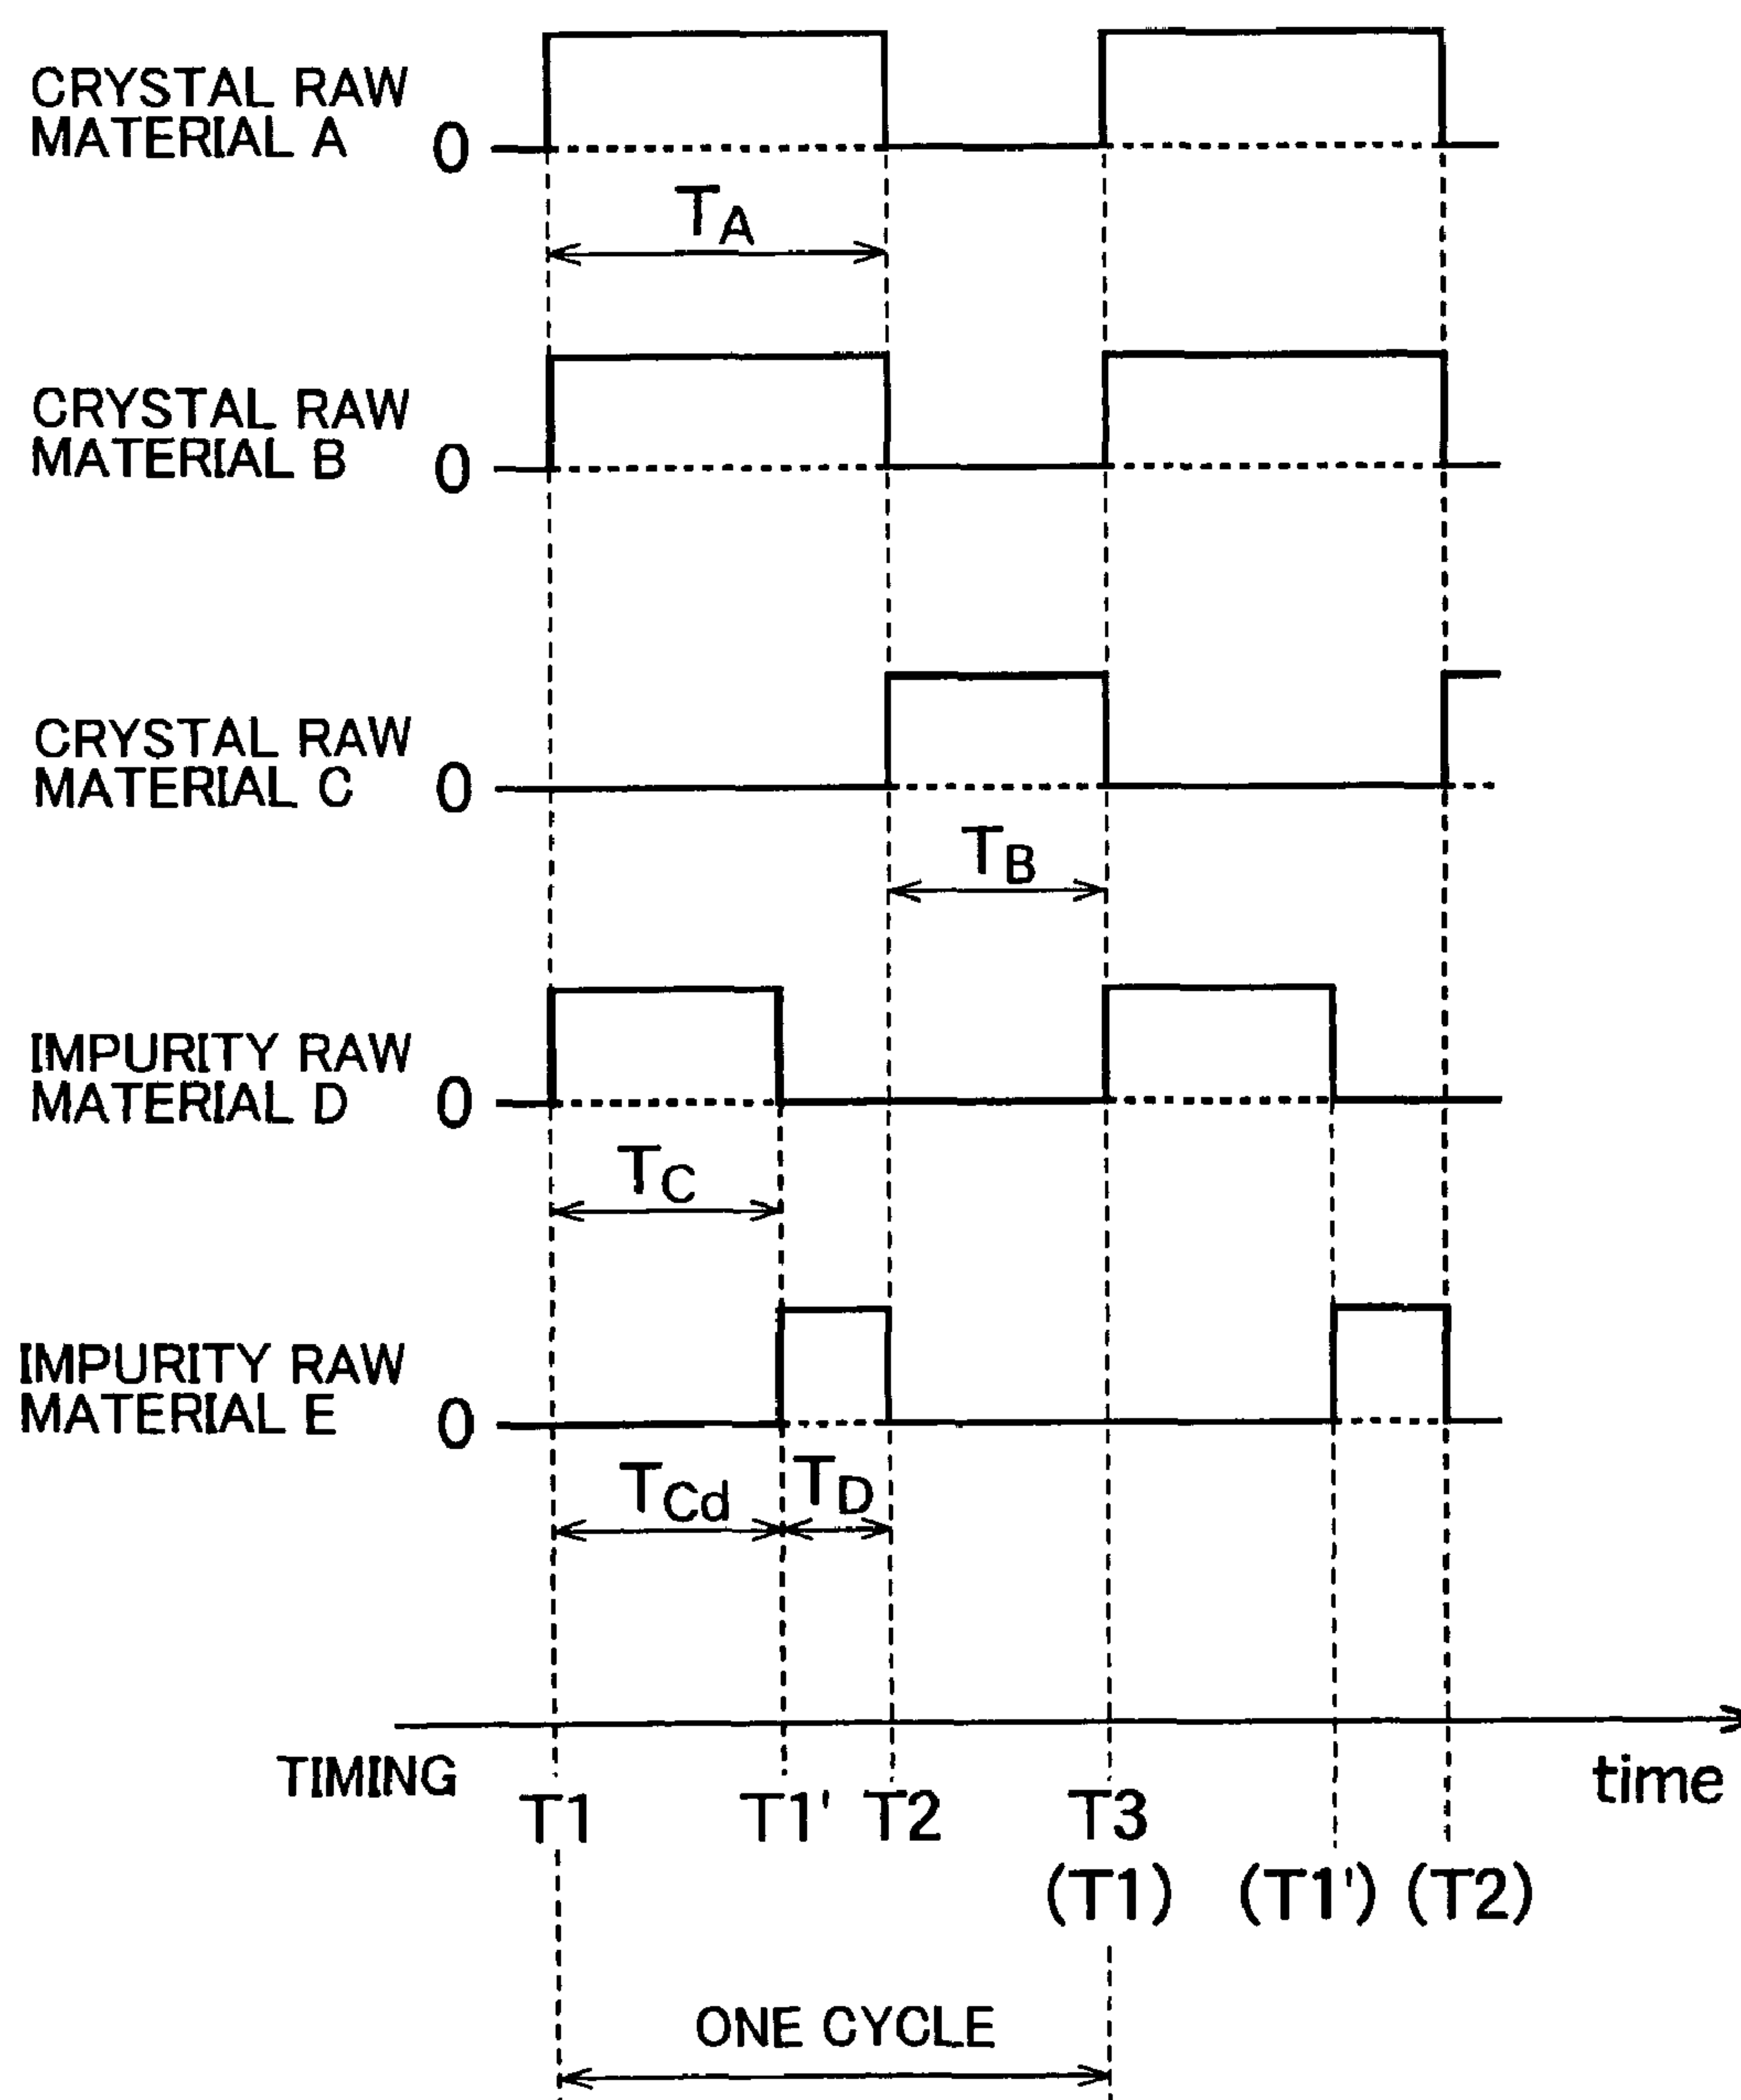 CRYSTAL RAW
MATERIAL A
0
TA
CRYSTAL RAW
MATERIAL B
0
CRYSTAL RAW
MATERIAL C
0
TB
IMPURITY RAW
MATERIAL D
0
TC
IMPURITY RAW
MATERIAL E
0
TCd
TD
TIMING
time
T1
T1'
T2
T3
(T1)
(T1')
(T2)
ONE CYCLE